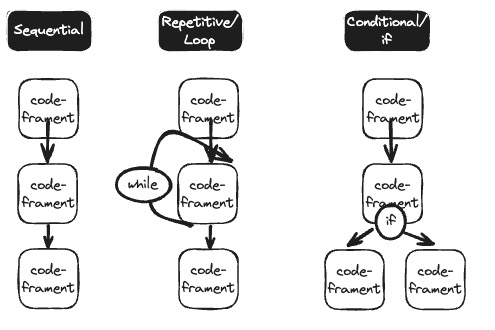 Sequential
code-
frament
code-
frament
code-
frament
Repetitive/
Loop
code-
frament
while
code-
frament
code-
frament
Conditional/
if
code-
frament
code-
frament
if
code-
frament
code-
frament